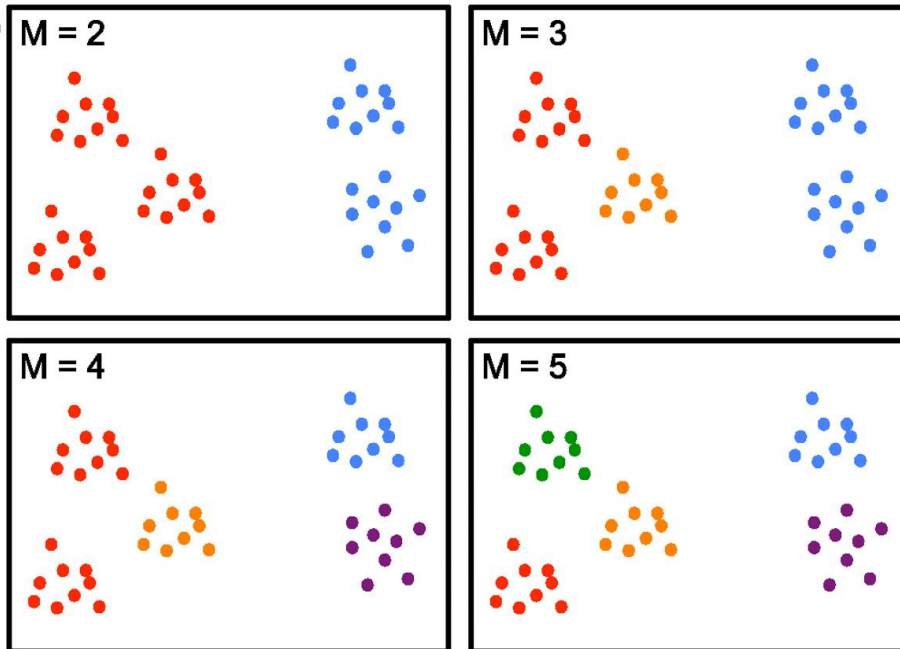 M = 2
M = 3
M = 4
M = 5